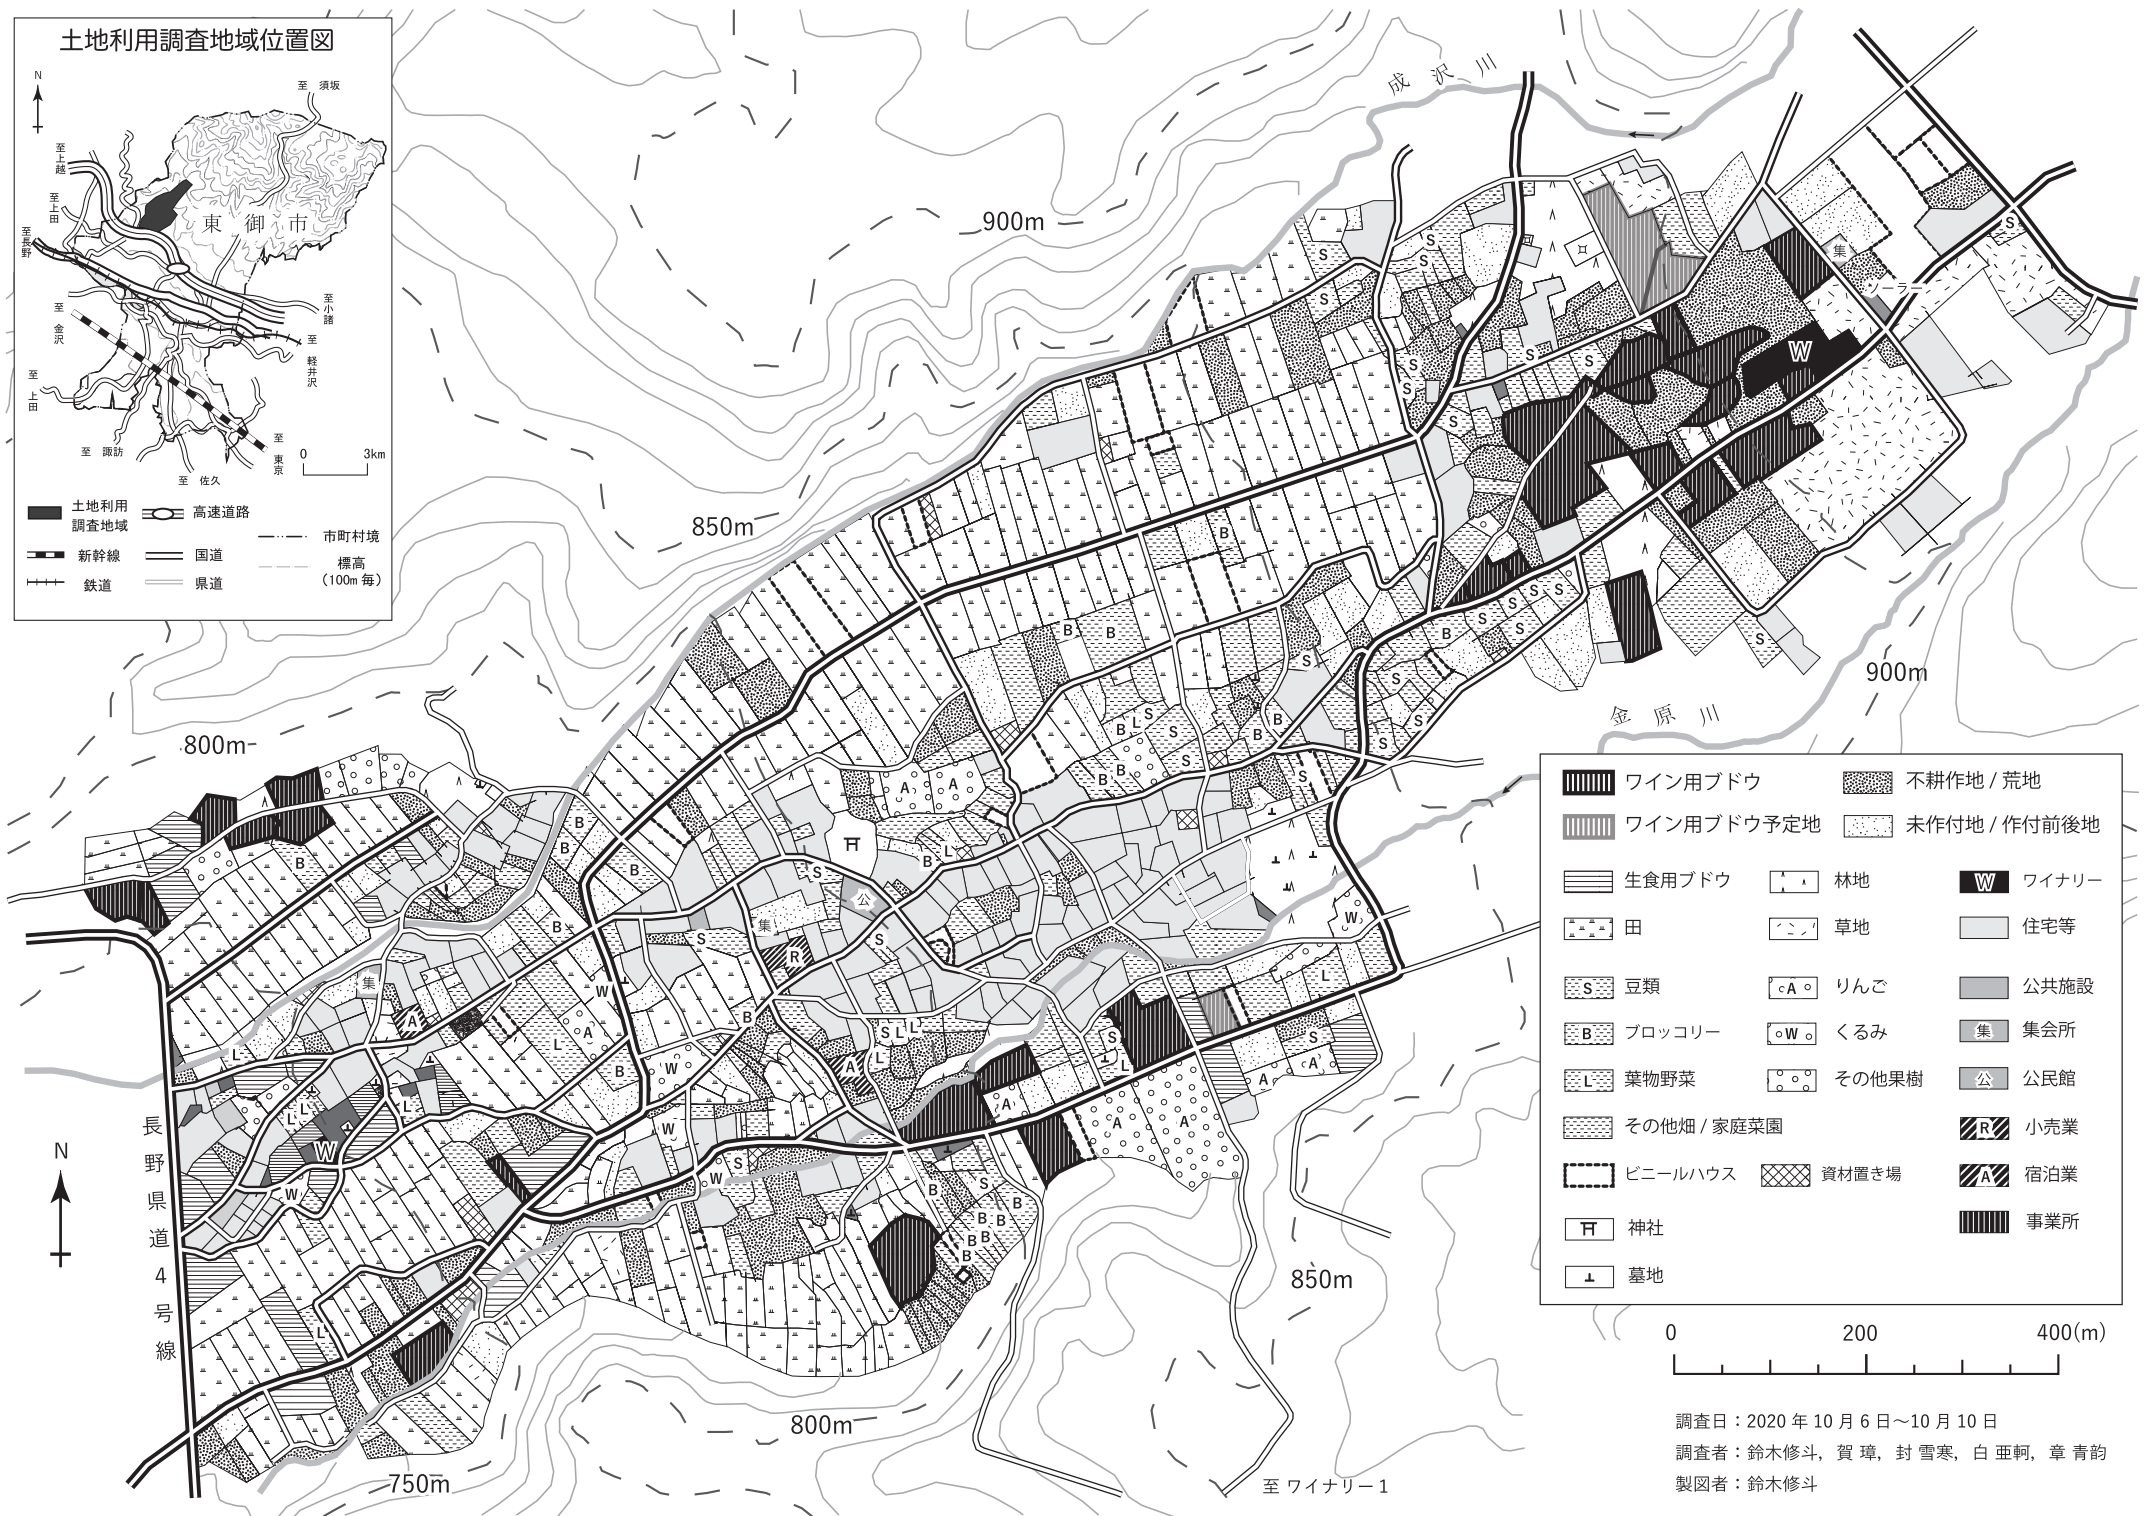 土地利用調査地域位置図
N
至 須坂
至上越
至上田
至長野
東御市
至 金沢
至小諸
至 軽井沢
至 上田
至 諏訪
至 佐久
至 東京
0 3km
土地利用調査地域
高速道路
新幹線
国道
市町村境
鉄道
県道
標高
(100m 毎)
成沢川
900m
850m
800m
金原川
900m
850m
800m
750m
集
ソーラー
W
S
B
L
A
R
公
長野県道4号線
N
至 ワイナリー1
ワイン用ブドウ
不耕作地 / 荒地
ワイン用ブドウ予定地
未作付地 / 作付前後地
生食用ブドウ
林地
W ワイナリー
田
草地
住宅等
S 豆類
A りんご
公共施設
B ブロッコリー
W くるみ
集 集会所
L 葉物野菜
その他果樹
公 公民館
その他畑 / 家庭菜園
R 小売業
ビニールハウス
資材置き場
A 宿泊業
神社
事業所
墓地
0 200 400(m)
調査日：2020 年 10 月 6 日～10 月 10 日
調査者：鈴木修斗，賀 璋，封 雪寒，白 亜軻，章 青韵
製図者：鈴木修斗